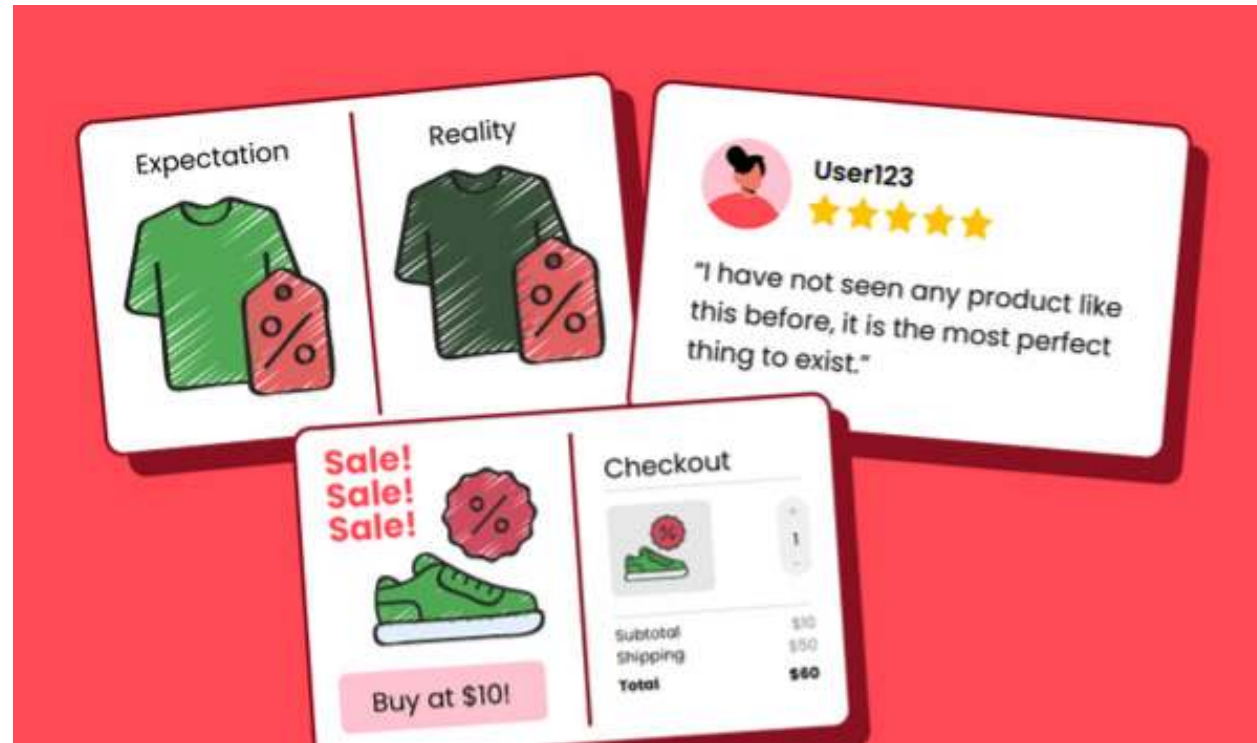 Expectation
Reality
User123
“I have not seen any product like
this before, it is the most perfect
thing to exist.”
Sale!
Sale!
Sale!
Buy at $10!
Checkout
+
1
-
Subtotal $10
Shipping $50
Total $60